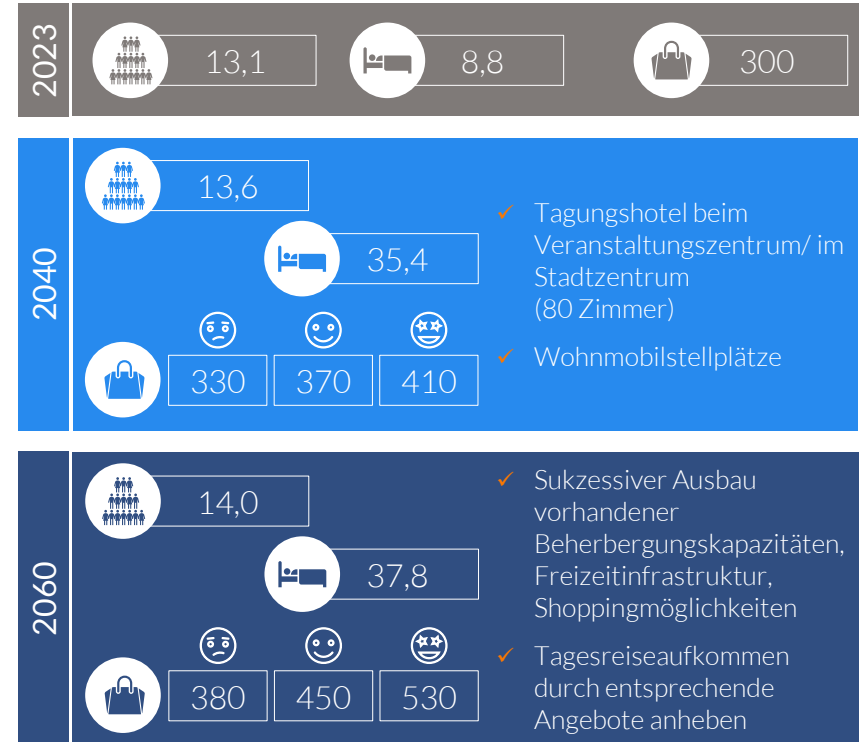 2023
13,1
8,8
300
2040
13,6
35,4
330
370
410
Tagungshotel beim
Veranstaltungszentrum/ im
Stadtzentrum
(80 Zimmer)
Wohnmobilstellplätze
2060
14,0
37,8
380
450
530
Sukzessiver Ausbau
vorhandener
Beherbergungskapazitäten,
Freizeitinfrastruktur,
Shoppingmöglichkeiten
Tagesreiseaufkommen
durch entsprechende
Angebote anheben